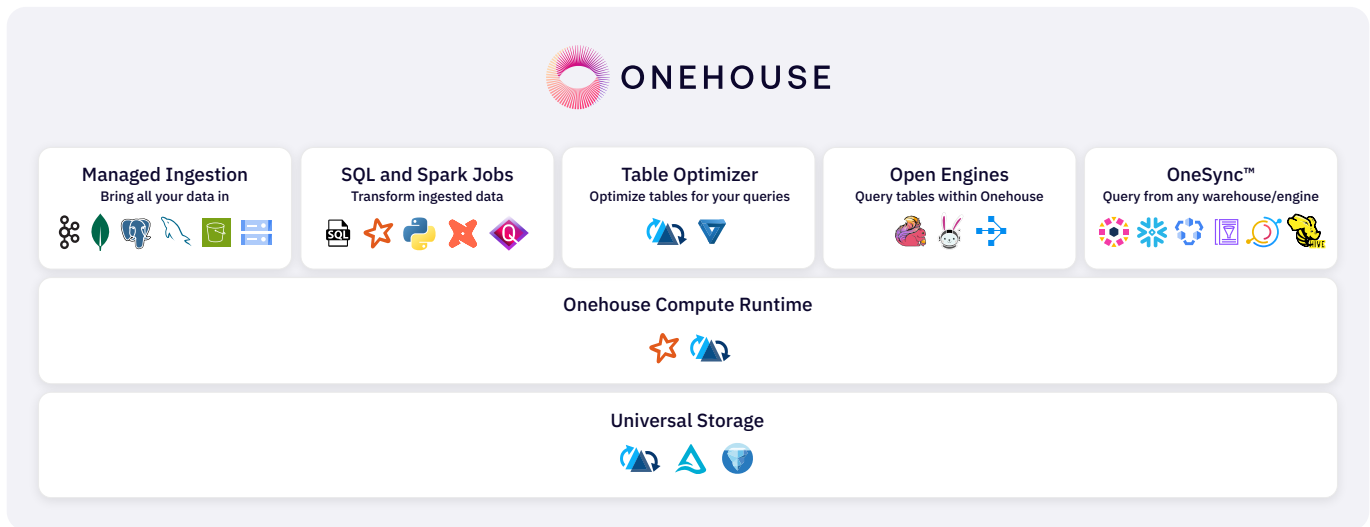 ONEHOUSE
Managed Ingestion
Bring all your data in
SQL and Spark Jobs
Transform ingested data
SQL
Q
Table Optimizer
Optimize tables for your queries
Open Engines
Query tables within Onehouse
OneSync™
Query from any warehouse/engine
HIVE
Onehouse Compute Runtime
Universal Storage